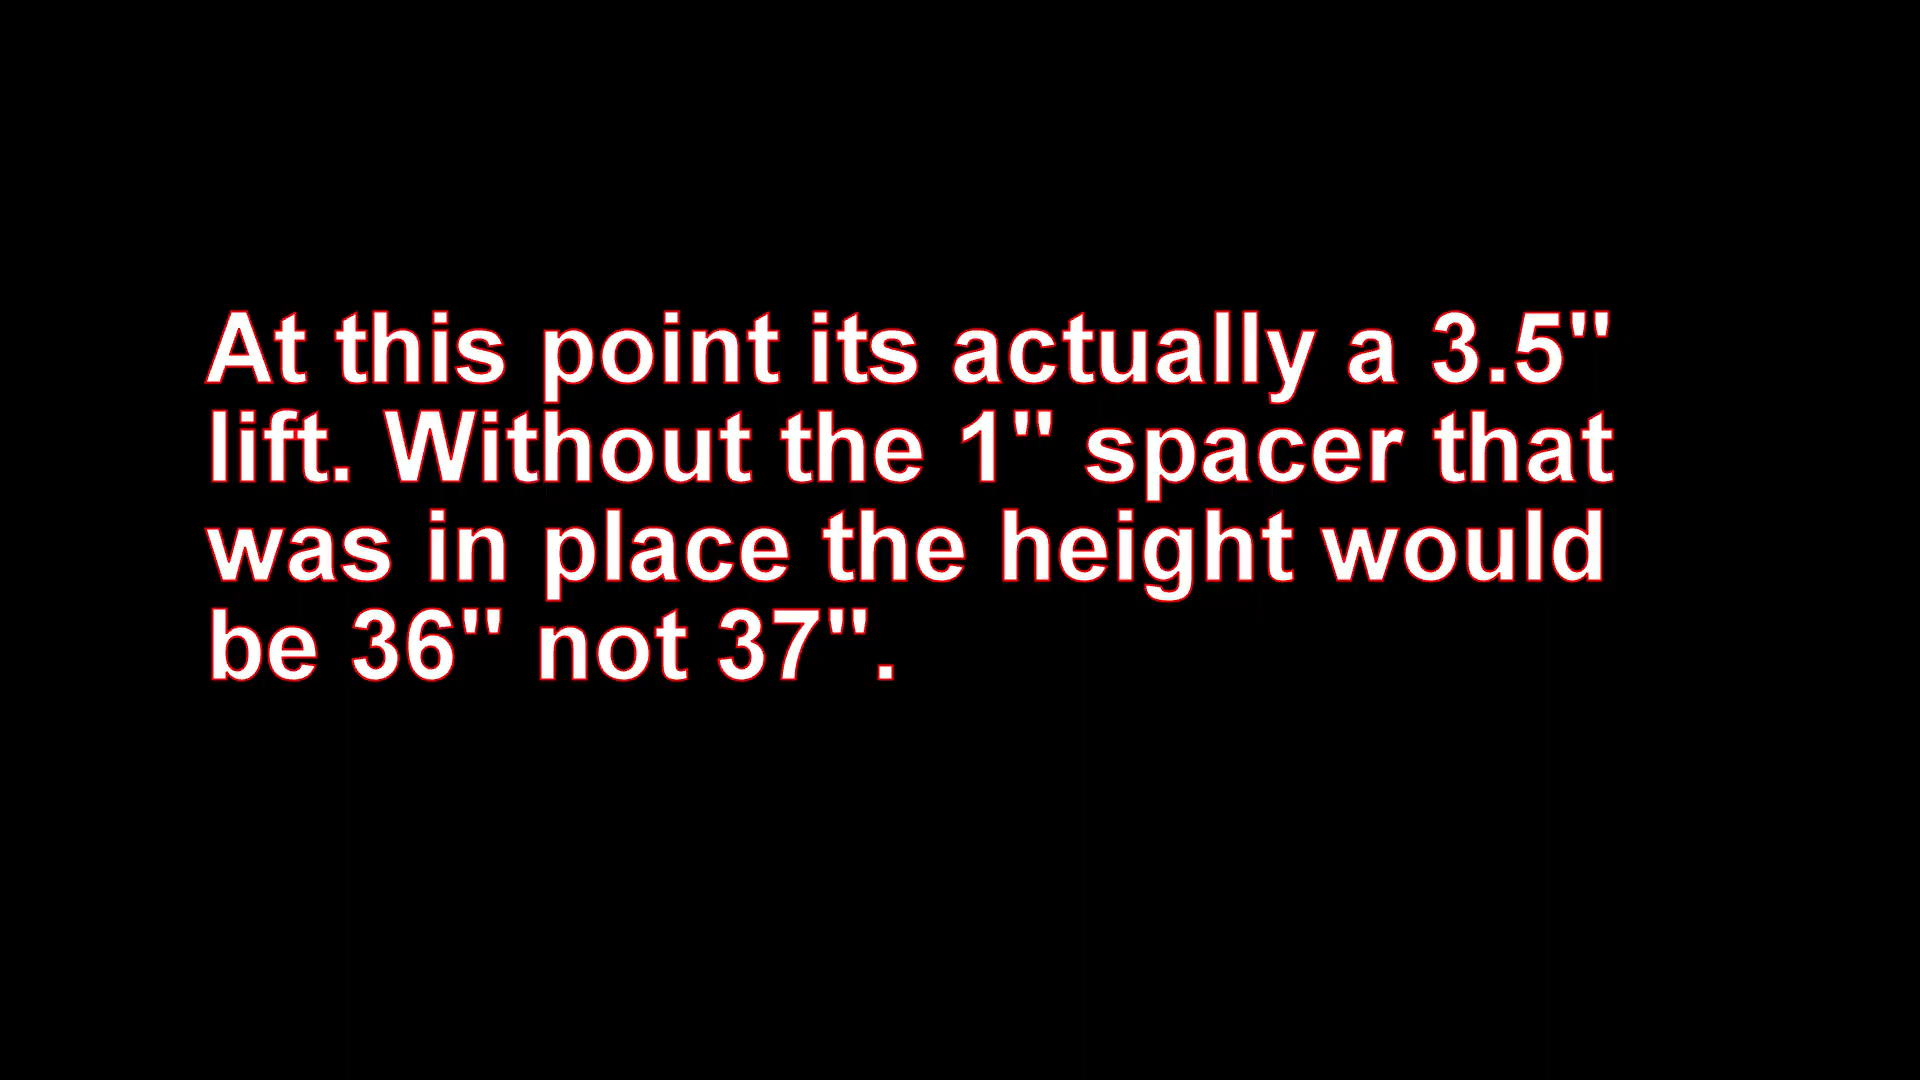 At this point its actually a 3.5"
lift. Without the 1" spacer that
was in place the height would
be 36" not 37".